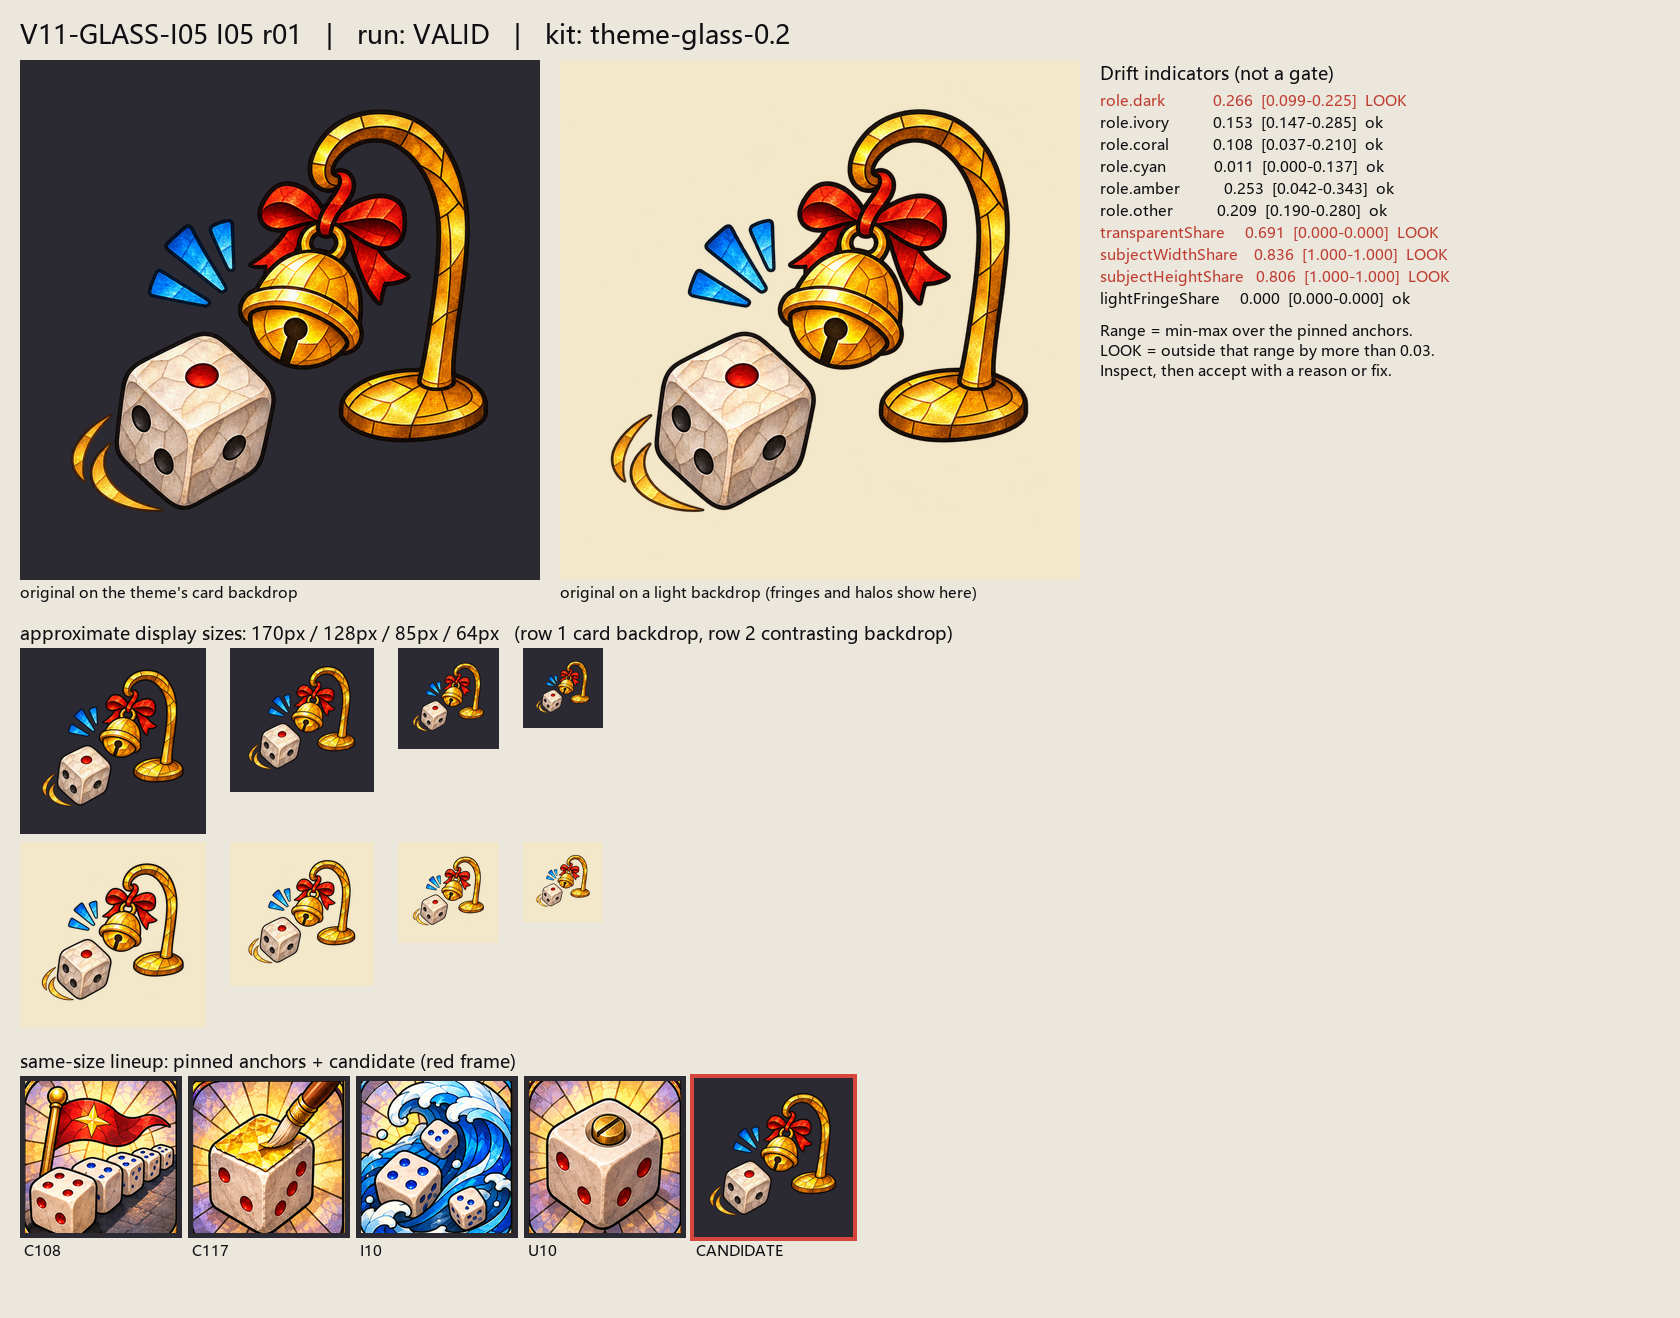 V11-GLASS-I05 I05 r01 | run: VALID | kit: theme-glass-0.2
Drift indicators (not a gate)
role.dark 0.266 [0.099-0.225] LOOK
role.ivory 0.153 [0.147-0.285] ok
role.coral 0.108 [0.037-0.210] ok
role.cyan 0.011 [0.000-0.137] ok
role.amber 0.253 [0.042-0.343] ok
role.other 0.209 [0.190-0.280] ok
transparentShare 0.691 [0.000-0.000] LOOK
subjectWidthShare 0.836 [1.000-1.000] LOOK
subjectHeightShare 0.806 [1.000-1.000] LOOK
lightFringeShare 0.000 [0.000-0.000] ok
Range = min-max over the pinned anchors.
LOOK = outside that range by more than 0.03.
Inspect, then accept with a reason or fix.
original on the theme's card backdrop
original on a light backdrop (fringes and halos show here)
approximate display sizes: 170px / 128px / 85px / 64px (row 1 card backdrop, row 2 contrasting backdrop)
same-size lineup: pinned anchors + candidate (red frame)
C108
C117
I10
U10
CANDIDATE